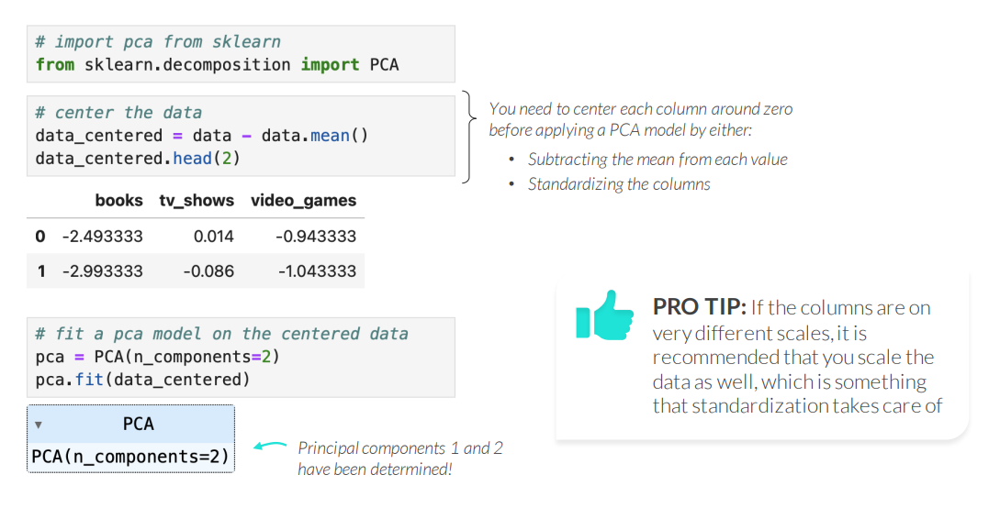 # import pca from sklearn
from sklearn.decomposition import PCA
# center the data
data_centered = data - data.mean()
data_centered.head(2)
You need to center each column around zero
before applying a PCA model by either:
• Subtracting the mean from each value
• Standardizing the columns
books tv_shows video_games
0 -2.493333 0.014 -0.943333
1 -2.993333 -0.086 -1.043333
# fit a pca model on the centered data
pca = PCA(n_components=2)
pca.fit(data_centered)
▼ PCA
PCA(n_components=2)
Principal components 1 and 2
have been determined!
PRO TIP: If the columns are on
very different scales, it is
recommended that you scale the
data as well, which is something
that standardization takes care of